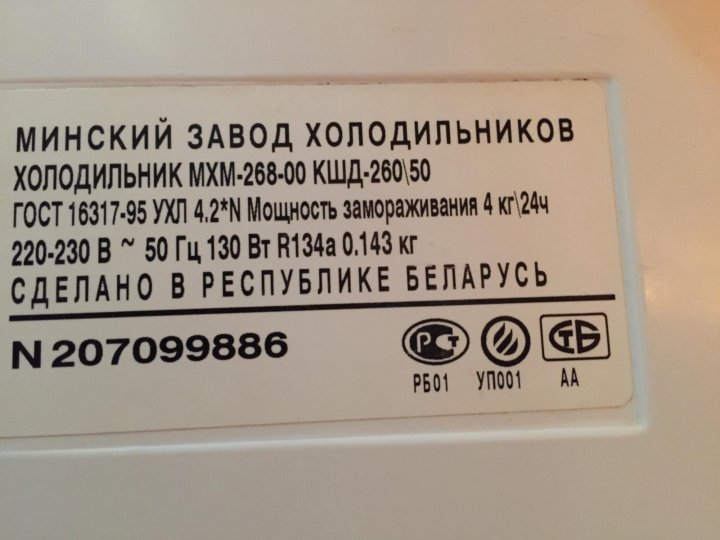 МИНСКИЙ ЗАВОД ХОЛОДИЛЬНИКОВ
ХОЛОДИЛЬНИК МХМ-268-00 КШД-260\50
ГОСТ 16317-95 УХЛ 4.2*N Мощность замораживания 4 кг\24ч
220-230 В ~ 50 Гц 130 Вт R134a 0.143 кг
СДЕЛАНО В РЕСПУБЛИКЕ БЕЛАРУСЬ
N 207099886
РСТ СТБ
РБ01 УП001 АА